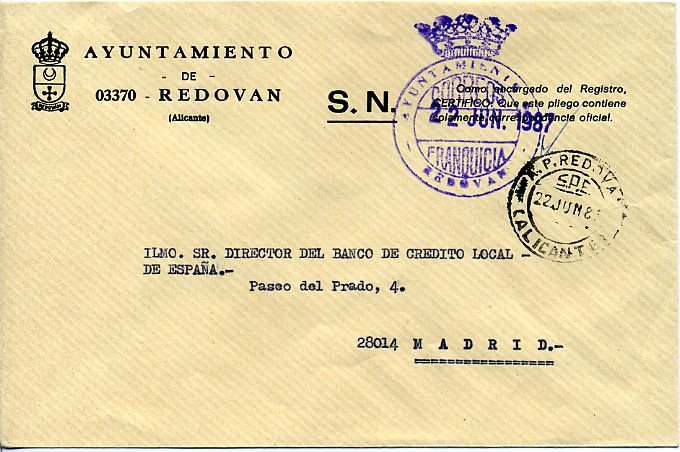 AYUNTAMIENTO
- DE -
03370 - REDOVAN
(Alicante)
S. N.
Como encargado del Registro,
CERTIFICO: Que este pliego contiene
solamente correspondencia oficial.
AYUNTAMIENTO
CORREOS
22 JUN. 1987
FRANQUICIA
REDOVAN
R.P. REDOVA
22 JUN 8
(ALICANTE)
ILMO. SR. DIRECTOR DEL BANCO DE CREDITO LOCAL -
DE ESPAÑA.-
Paseo del Prado, 4.
28014 M A D R I D.-